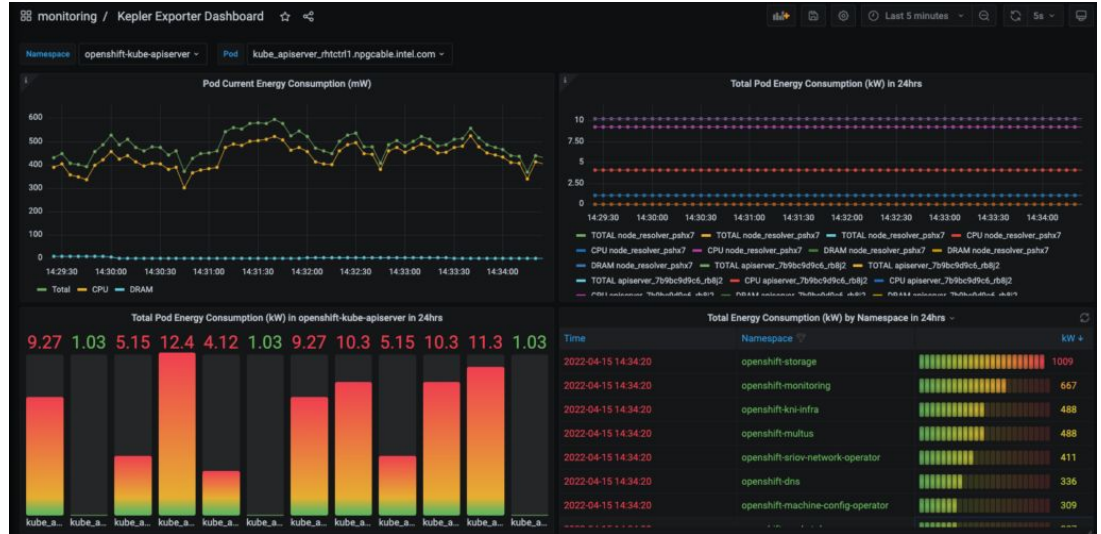 monitoring / Kepler Exporter Dashboard
Last 5 minutes 5s
Namespace openshift-kube-apiserver Pod kube_apiserver_rhtctrl1.npgcable.intel.com
Pod Current Energy Consumption (mW)
600
500
400
300
200
100
0
14:29:30 14:30:00 14:30:30 14:31:00 14:31:30 14:32:00 14:32:30 14:33:00 14:33:30 14:34:00
Total CPU DRAM
Total Pod Energy Consumption (kW) in 24hrs
10
7.50
5
2.50
0
14:29:30 14:30:00 14:30:30 14:31:00 14:31:30 14:32:00 14:32:30 14:33:00 14:33:30 14:34:00
TOTAL node_resolver_pshx7 TOTAL node_resolver_pshx7 TOTAL node_resolver_pshx7 CPU node_resolver_pshx7
CPU node_resolver_pshx7 CPU node_resolver_pshx7 DRAM node_resolver_pshx7 DRAM node_resolver_pshx7
DRAM node_resolver_pshx7 TOTAL apiserver_7b9bc9d9c6_rb8j2 TOTAL apiserver_7b9bc9d9c6_rb8j2
TOTAL apiserver_7b9bc9d9c6_rb8j2 CPU apiserver_7b9bc9d9c6_rb8j2 CPU apiserver_7b9bc9d9c6_rb8j2
CPU apiserver_7b9bc9d9c6_rb8j2 DRAM apiserver_7b9bc9d9c6_rb8j2 DRAM apiserver_7b9bc9d9c6_rb8j2
Total Pod Energy Consumption (kW) in openshift-kube-apiserver in 24hrs
9.27 1.03 5.15 12.4 4.12 1.03 9.27 10.3 5.15 10.3 11.3 1.03
kube_a... kube_a... kube_a... kube_a... kube_a... kube_a... kube_a... kube_a... kube_a... kube_a... kube_a... kube_a...
Total Energy Consumption (kW) by Namespace in 24hrs
Time Namespace kW
2022-04-15 14:34:20 openshift-storage 1009
2022-04-15 14:34:20 openshift-monitoring 667
2022-04-15 14:34:20 openshift-kni-infra 488
2022-04-15 14:34:20 openshift-multus 488
2022-04-15 14:34:20 openshift-sriov-network-operator 411
2022-04-15 14:34:20 openshift-dns 336
2022-04-15 14:34:20 openshift-machine-config-operator 309